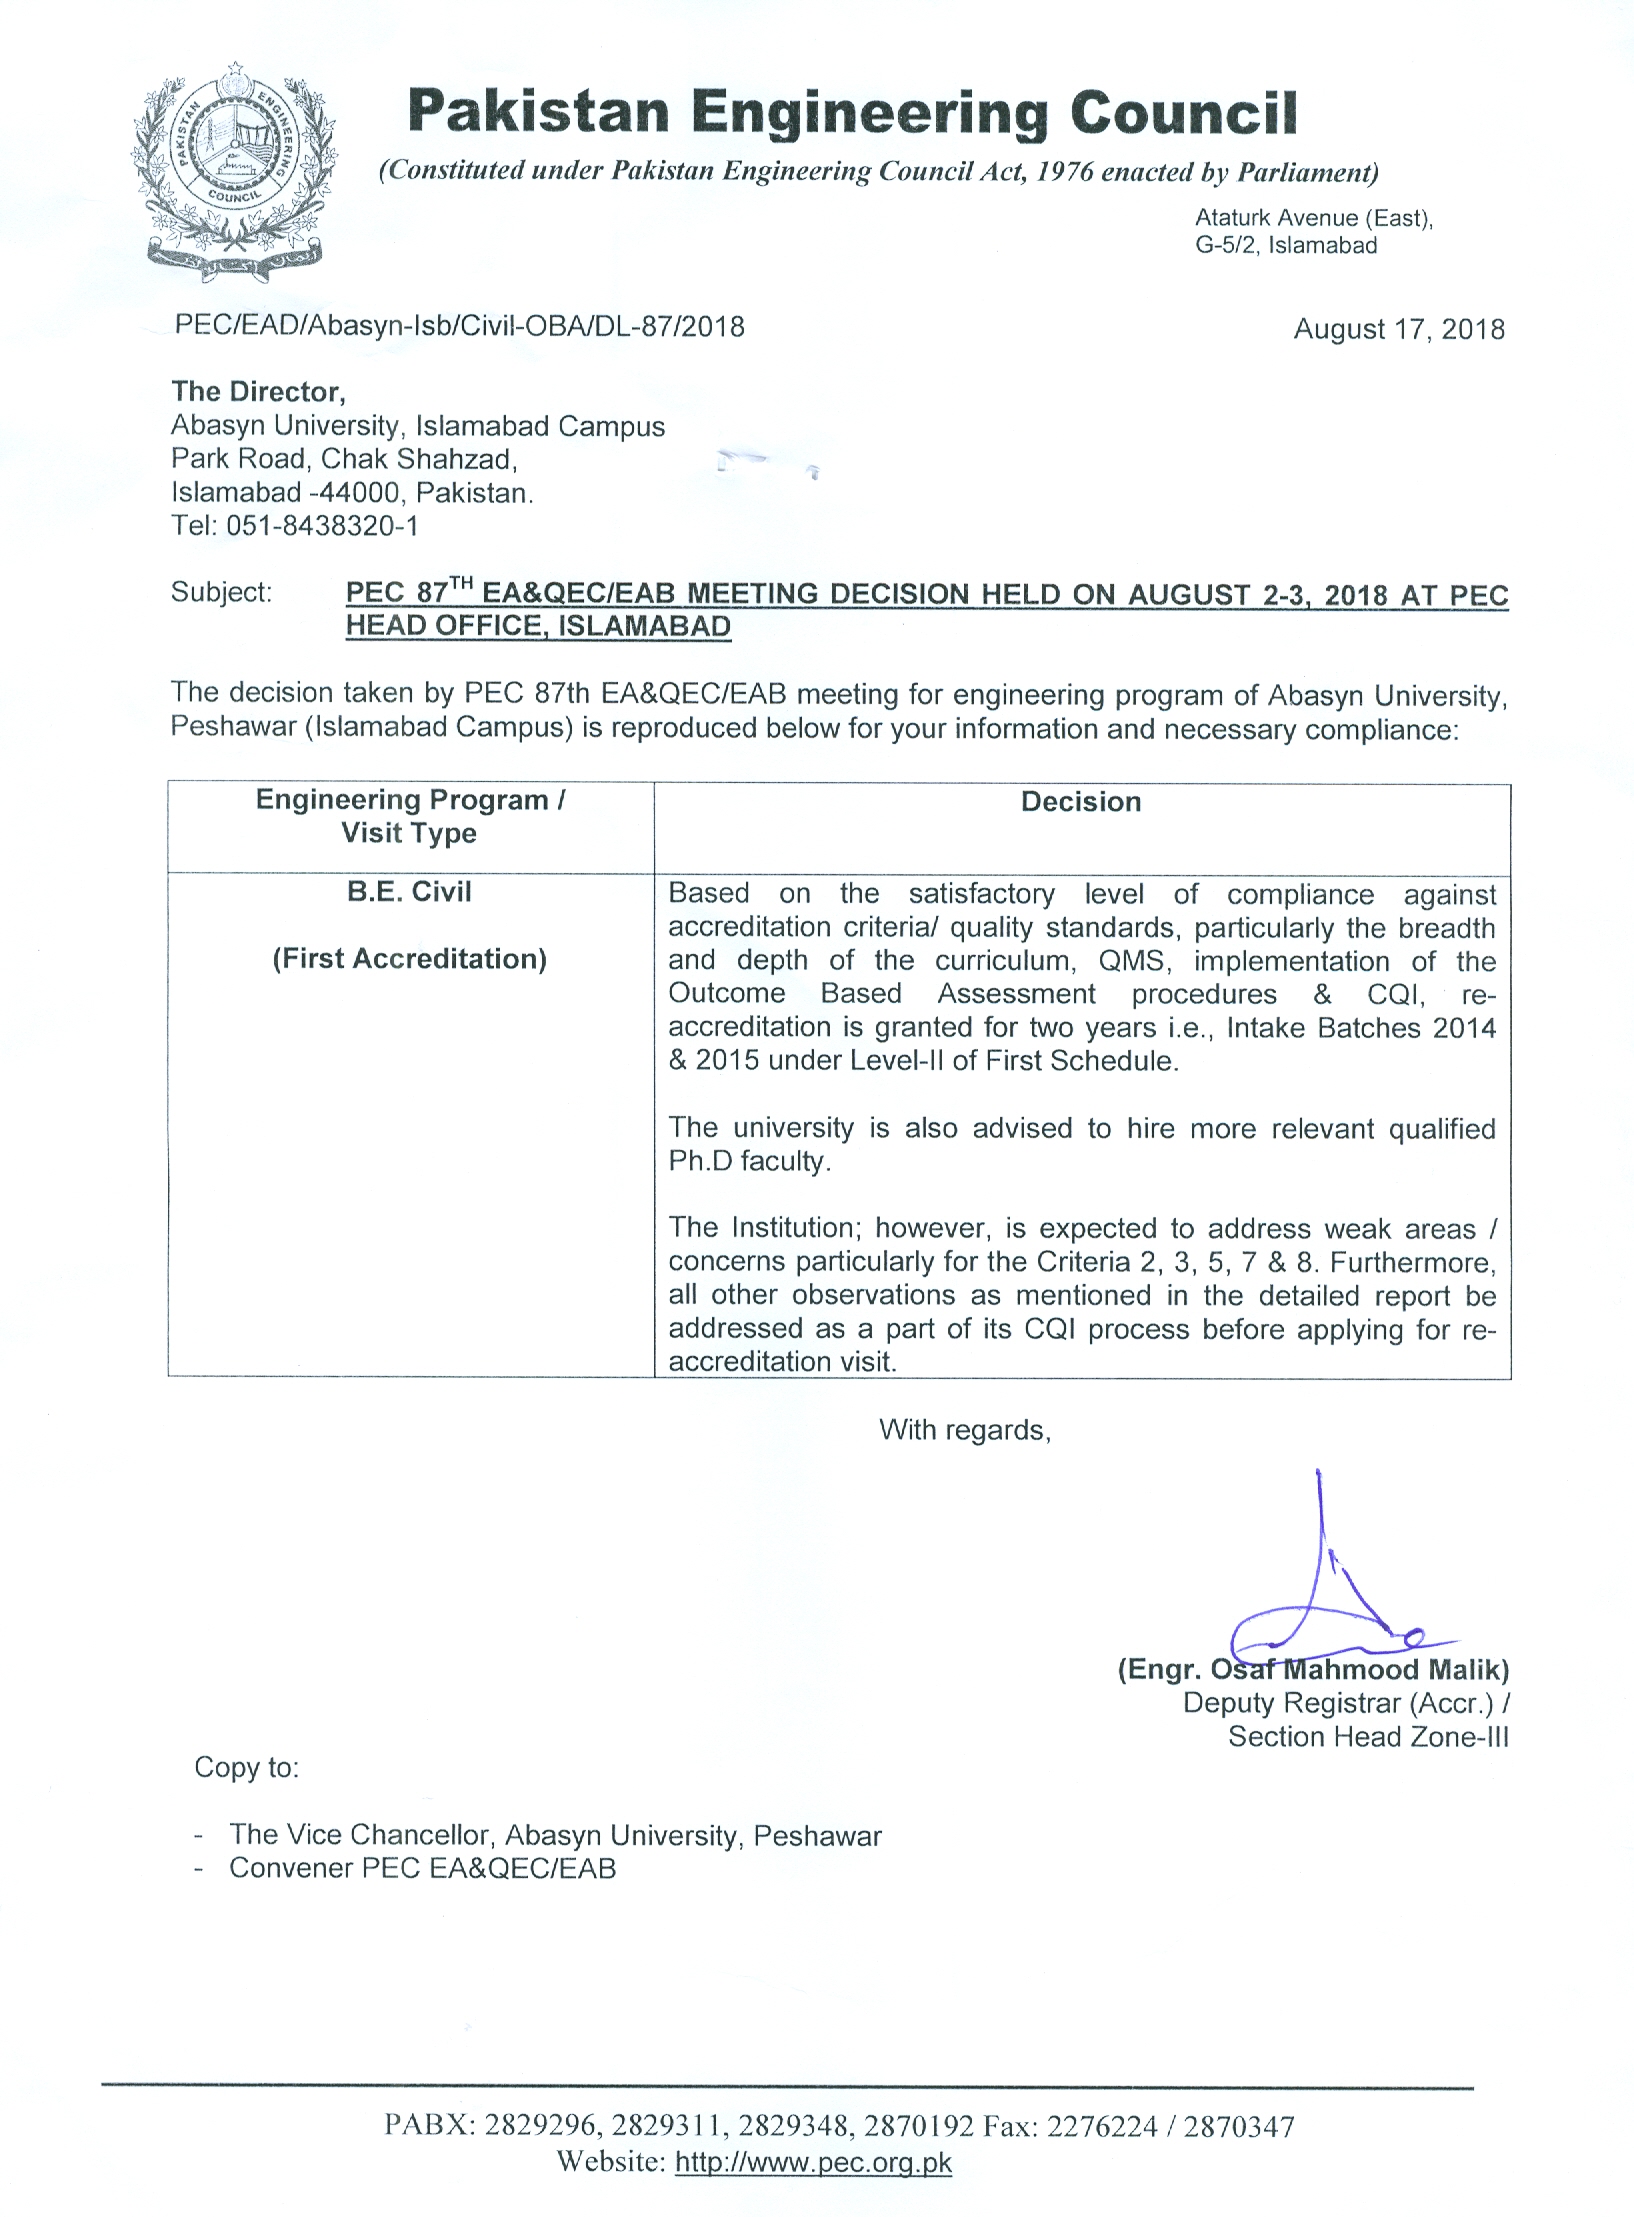 PAKISTAN ENGINEERING
COUNCIL
Pakistan Engineering Council
(Constituted under Pakistan Engineering Council Act, 1976 enacted by Parliament)
Ataturk Avenue (East),
G-5/2, Islamabad
PEC/EAD/Abasyn-Isb/Civil-OBA/DL-87/2018 August 17, 2018
The Director,
Abasyn University, Islamabad Campus
Park Road, Chak Shahzad,
Islamabad -44000, Pakistan.
Tel: 051-8438320-1
Subject: PEC 87TH EA&QEC/EAB MEETING DECISION HELD ON AUGUST 2-3, 2018 AT PEC
HEAD OFFICE, ISLAMABAD
The decision taken by PEC 87th EA&QEC/EAB meeting for engineering program of Abasyn University,
Peshawar (Islamabad Campus) is reproduced below for your information and necessary compliance:
Engineering Program /
Visit Type
Decision
B.E. Civil
(First Accreditation)
Based on the satisfactory level of compliance against
accreditation criteria/ quality standards, particularly the breadth
and depth of the curriculum, QMS, implementation of the
Outcome Based Assessment procedures & CQI, re-
accreditation is granted for two years i.e., Intake Batches 2014
& 2015 under Level-II of First Schedule.
The university is also advised to hire more relevant qualified
Ph.D faculty.
The Institution; however, is expected to address weak areas /
concerns particularly for the Criteria 2, 3, 5, 7 & 8. Furthermore,
all other observations as mentioned in the detailed report be
addressed as a part of its CQI process before applying for re-
accreditation visit.
With regards,
(Engr. Osaf Mahmood Malik)
Deputy Registrar (Accr.) /
Section Head Zone-III
Copy to:
- The Vice Chancellor, Abasyn University, Peshawar
- Convener PEC EA&QEC/EAB
PABX: 2829296, 2829311, 2829348, 2870192 Fax: 2276224 / 2870347
Website: http://www.pec.org.pk